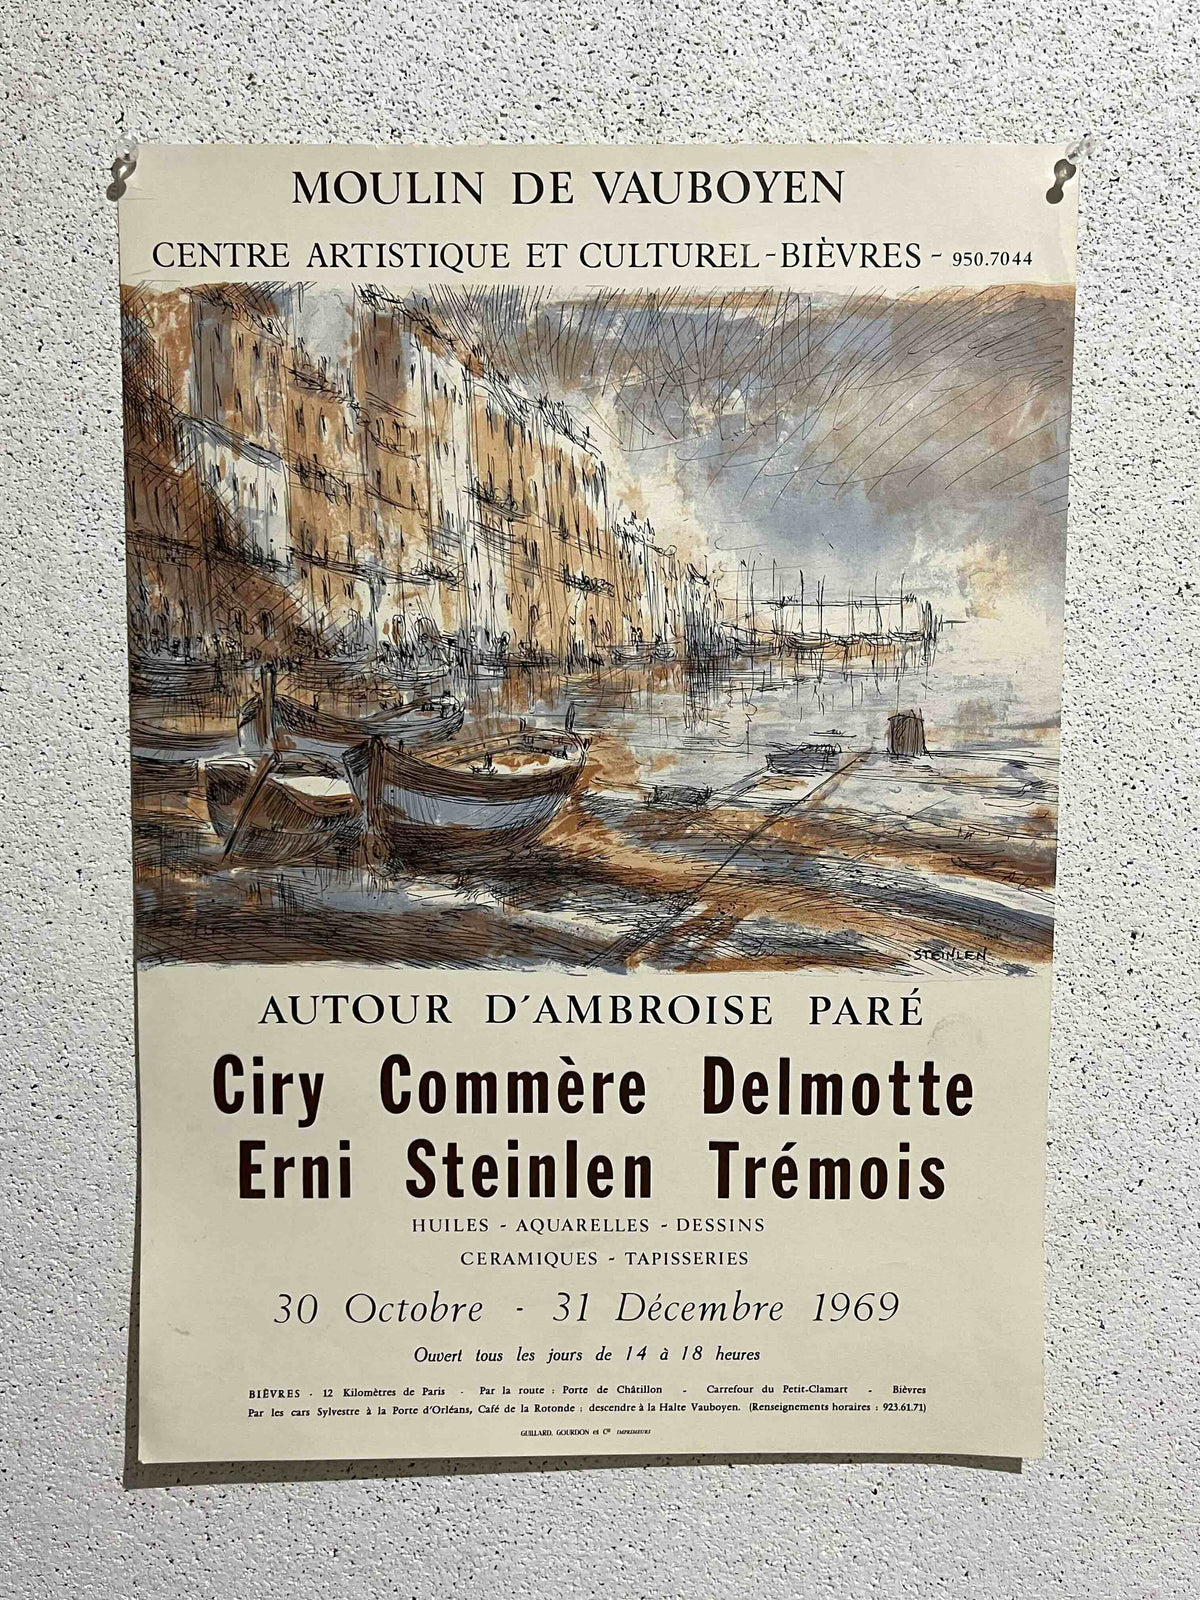 MOULIN DE VAUBOYEN
CENTRE ARTISTIQUE ET CULTUREL - BIÈVRES - 950.7044
STEINLEN
AUTOUR D'AMBROISE PARÉ
Ciry Commère Delmotte
Erni Steinlen Trémois
HUILES - AQUARELLES - DESSINS
CERAMIQUES - TAPISSERIES
30 Octobre - 31 Décembre 1969
Ouvert tous les jours de 14 à 18 heures
BIÈVRES - 12 Kilomètres de Paris - Par la route : Porte de Châtillon - Carrefour du Petit-Clamart - Bièvres
Par les cars Sylvestre à la Porte d'Orléans, Café de la Rotonde : descendre à la Halte Vauboyen. (Renseignements horaires : 923.61.71)
GUILLARD, GOURDON et Cie IMPRIMEURS